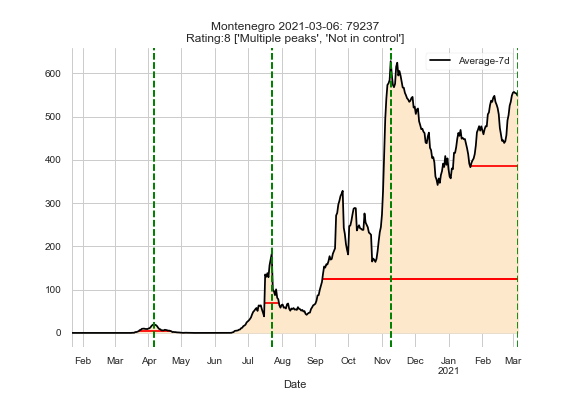 Montenegro 2021-03-06: 79237
Rating:8 ['Multiple peaks', 'Not in control']
Average-7d
600
500
400
300
200
100
0
Feb Mar Apr May Jun Jul Aug Sep Oct Nov Dec Jan Feb Mar
2021
Date